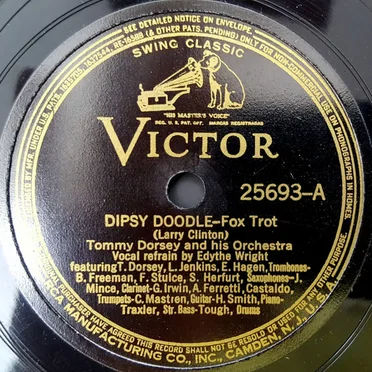 SEE DETAILED NOTICE ON ENVELOPE.
SWING CLASSIC
"HIS MASTER'S VOICE"
REG. U.S. PAT. OFF. MARCAS REGISTRADAS
VICTOR
25693-A
DIPSY DOODLE-Fox Trot
(Larry Clinton)
Tommy Dorsey and his Orchestra
Vocal refrain by Edythe Wright
featuring T. Dorsey, L. Jenkins, E. Hagen, Trombones-
B. Freeman, F. Stulce, S. Herfurt, Saxophones-J.
Mince, Clarinet-G. Irwin, A. Ferretti, Castaldo,
Trumpets-C. Mastren, Guitar-H. Smith, Piano-
Traxler, Str. Bass-Tough, Drums
RCA MANUFACTURING CO., INC., CAMDEN, N.J., U.S.A.